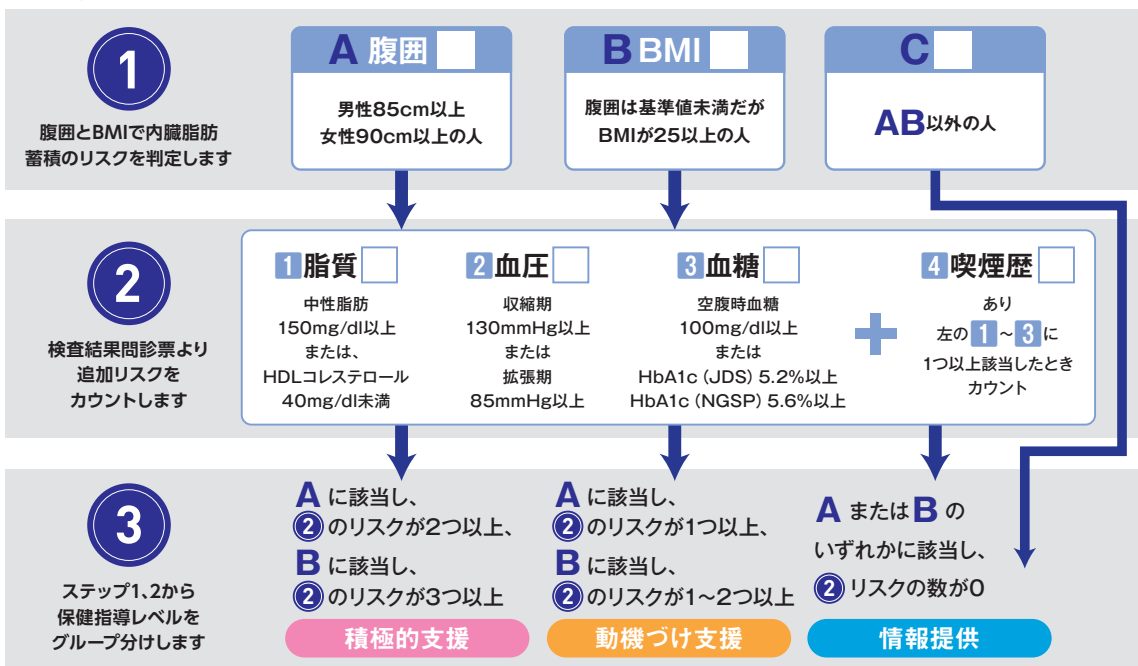 1
腹囲とBMIで内臓脂肪
蓄積のリスクを判定します
A 腹囲
男性85cm以上
女性90cm以上の人
B BMI
腹囲は基準値未満だが
BMIが25以上の人
C
AB以外の人
2
検査結果問診票より
追加リスクを
カウントします
1 脂質
中性脂肪
150mg/dl以上
または、
HDLコレステロール
40mg/dl未満
2 血圧
収縮期
130mmHg以上
または
拡張期
85mmHg以上
3 血糖
空腹時血糖
100mg/dl以上
または
HbA1c（JDS）5.2%以上
HbA1c（NGSP）5.6%以上
+
4 喫煙歴
あり
左の 1 ~ 3 に
1つ以上該当したとき
カウント
3
ステップ1、2から
保健指導レベルを
グループ分けします
A に該当し、
2 のリスクが2つ以上、
B に該当し、
2 のリスクが3つ以上
積極的支援
A に該当し、
2 のリスクが1つ以上、
B に該当し、
2 のリスクが1～2つ以上
動機づけ支援
A または B の
いずれかに該当し、
2 リスクの数が0
情報提供